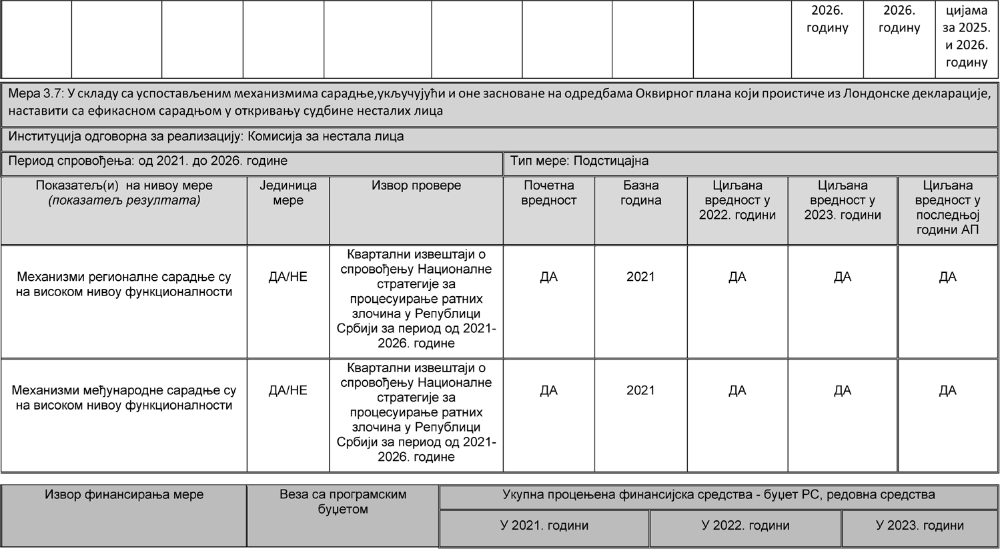 2026.
годину
2026.
годину
цијама
за 2025.
и 2026.
годину
Мера 3.7: У складу са успостављеним механизмима сарадње,укључујући и оне засноване на одредбама Оквирног плана који проистиче из Лондонске декларације,
наставити са ефикасном сарадњом у откривању судбине несталих лица
Институција одговорна за реализацију: Комисија за нестала лица
Период спровођења: од 2021. до 2026. године
Тип мере: Подстицајна
Показатељ(и) на нивоу мере
(показатељ резултата)
Јединица
мере
Извор провере
Почетна
вредност
Базна
година
Циљана
вредност у
2022. години
Циљана
вредност у
2023. години
Циљана
вредност у
последњој
години АП
Механизми регионалне сарадње су
на високом нивоу функционалности
ДА/НЕ
Квартални извештаји о
спровођењу Националне
стратегије за
процесуирање ратних
злочина у Републици
Србији за период од 2021-
2026. године
ДА
2021
ДА
ДА
ДА
Механизми међународне сарадње су
на високом нивоу функционалности
ДА/НЕ
Квартални извештаји о
спровођењу Националне
стратегије за
процесуирање ратних
злочина у Републици
Србији за период од 2021-
2026. године
ДА
2021
ДА
ДА
ДА
Извор финансирања мере
Веза са програмским
буџетом
Укупна процењена финансијска средства - буџет РС, редовна средства
У 2021. години
У 2022. години
У 2023. години